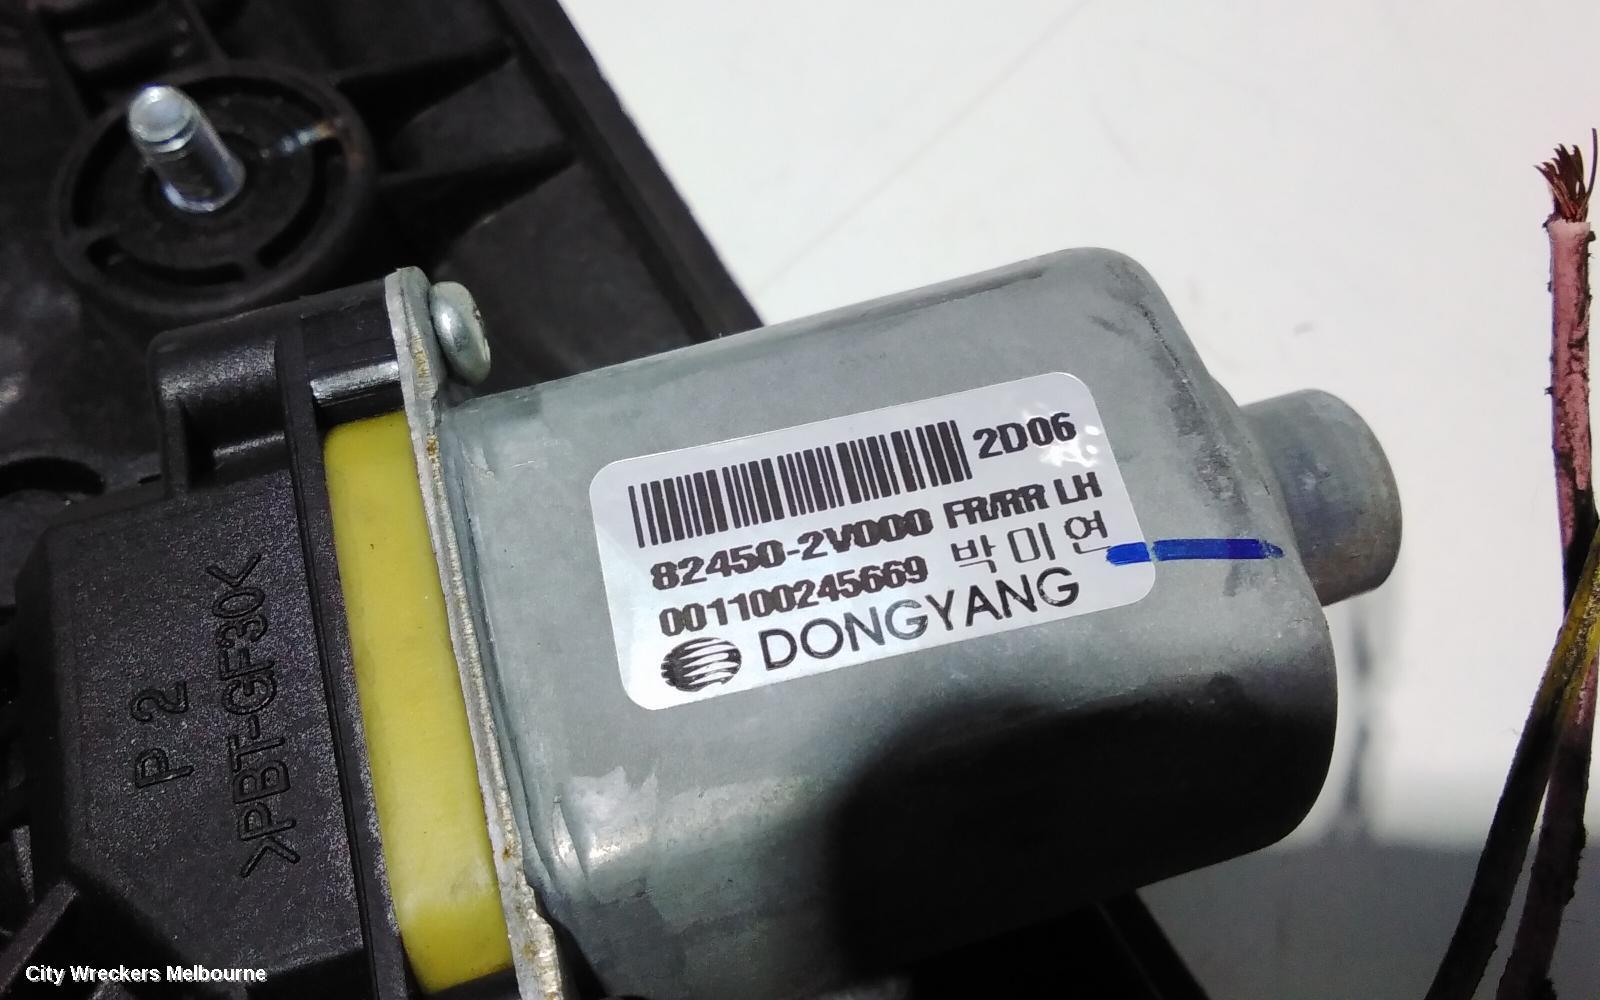 2D06
82450-2V000 FR/RR LH
001100245669 박미연
DONGYANG
P 2
>PBT-GF30<
City Wreckers Melbourne